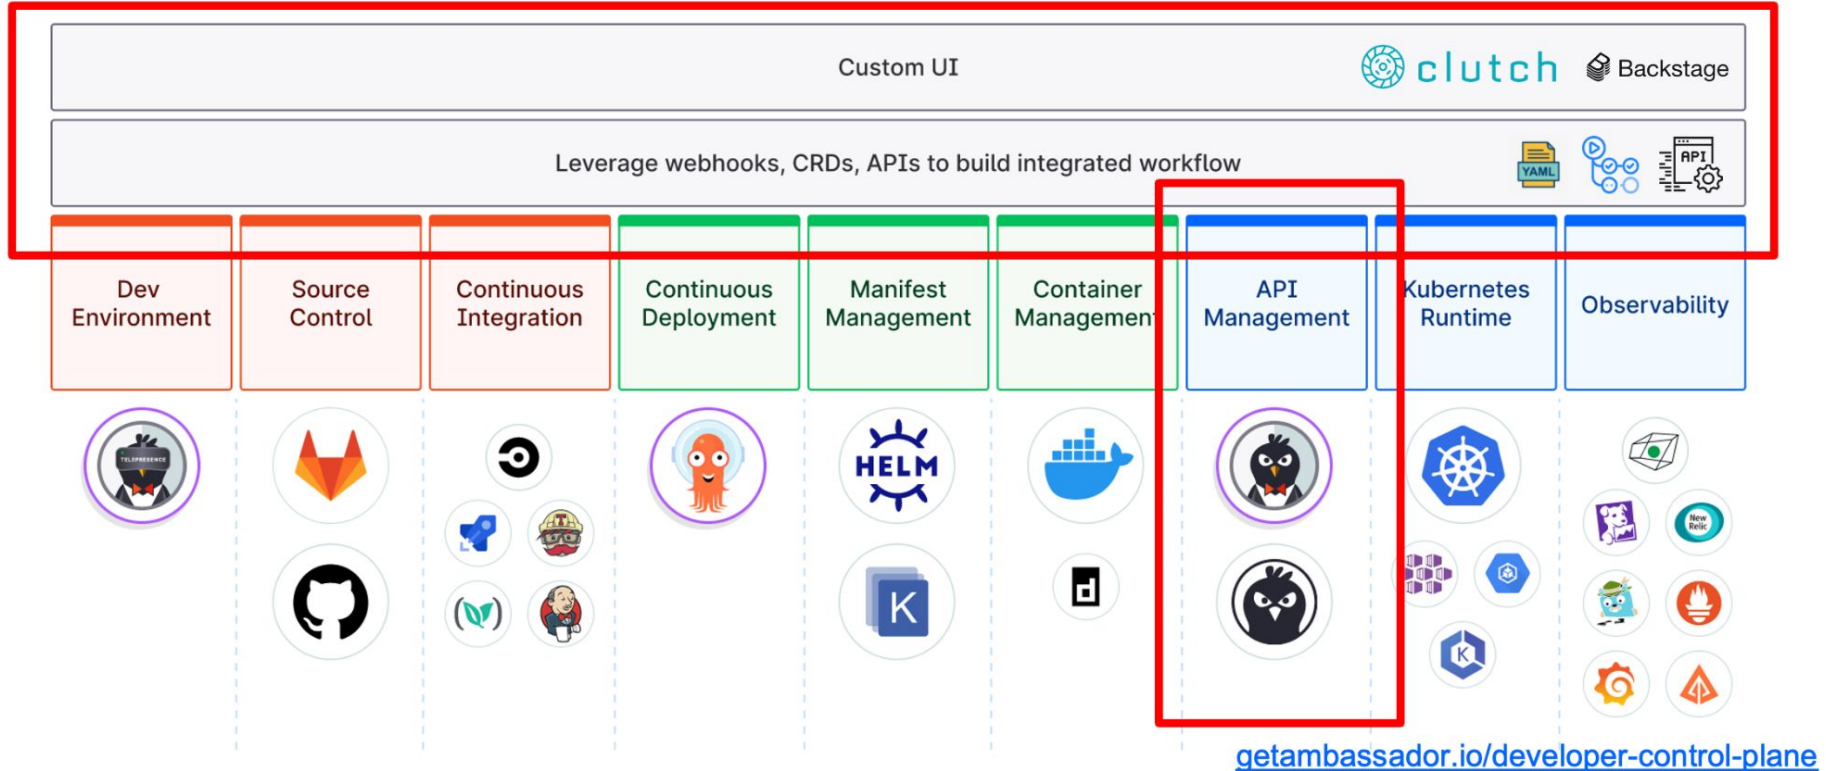 Custom UI
clutch
Backstage
Leverage webhooks, CRDs, APIs to build integrated workflow
YAML
API
Dev
Environment
Source
Control
Continuous
Integration
Continuous
Deployment
Manifest
Management
Container
Management
API
Management
Kubernetes
Runtime
Observability
TELEPRESENCE
T
HELM
K
New
Relic
K
getambassador.io/developer-control-plane